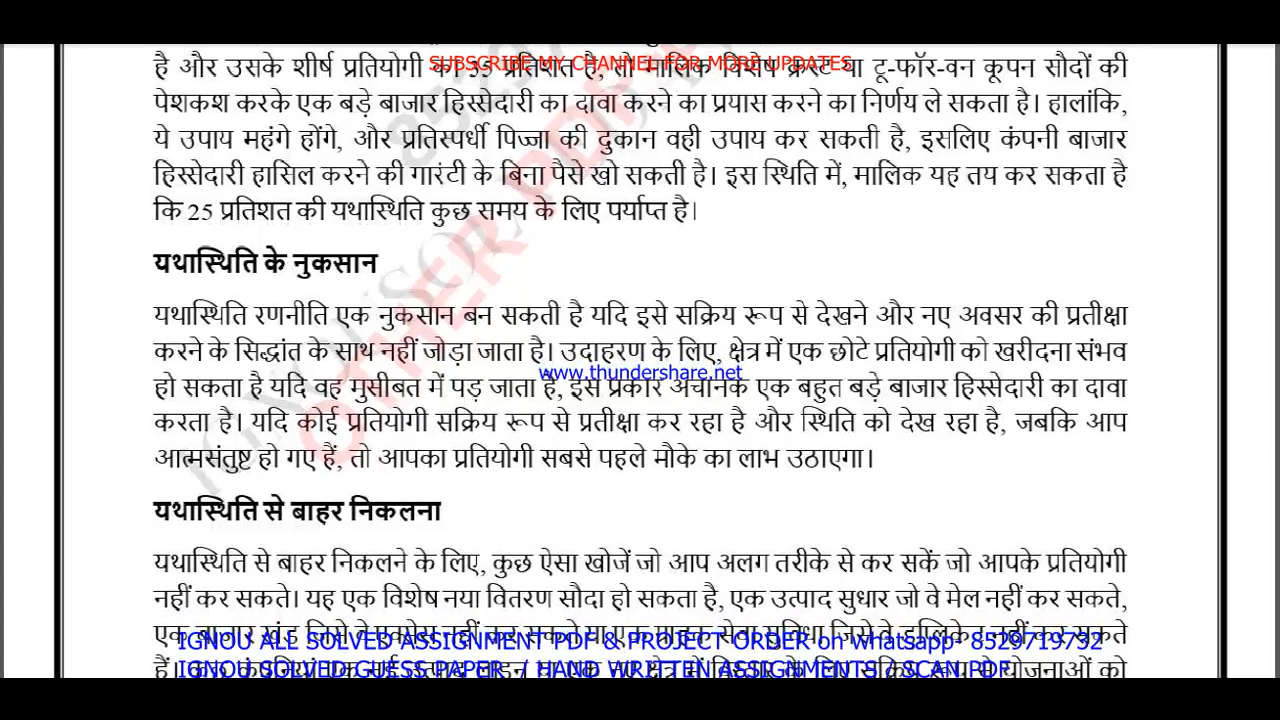 SUBSCRIBE MY CHANNEL FOR MORE UPDATES
है और उसके शीर्ष प्रतियोगी का 35 प्रतिशत है, तो मालिक विशेष क्रस्ट या टू-फॉर-वन कूपन सौदों की
पेशकश करके एक बड़े बाजार हिस्सेदारी का दावा करने का प्रयास करने का निर्णय ले सकता है। हालांकि,
ये उपाय महंगे होंगे, और प्रतिस्पर्धी पिज्जा की दुकान वही उपाय कर सकती है, इसलिए कंपनी बाजार
हिस्सेदारी हासिल करने की गारंटी के बिना पैसे खो सकती है। इस स्थिति में, मालिक यह तय कर सकता है
कि 25 प्रतिशत की यथास्थिति कुछ समय के लिए पर्याप्त है।
यथास्थिति के नुकसान
यथास्थिति रणनीति एक नुकसान बन सकती है यदि इसे सक्रिय रूप से देखने और नए अवसर की प्रतीक्षा
करने के सिद्धांत के साथ नहीं जोड़ा जाता है। उदाहरण के लिए, क्षेत्र में एक छोटे प्रतियोगी को खरीदना संभव
www.thundershare.net
हो सकता है यदि वह मुसीबत में पड़ जाता है, इस प्रकार अचानक एक बहुत बड़े बाजार हिस्सेदारी का दावा
करता है। यदि कोई प्रतियोगी सक्रिय रूप से प्रतीक्षा कर रहा है और स्थिति को देख रहा है, जबकि आप
आत्मसंतुष्ट हो गए हैं, तो आपका प्रतियोगी सबसे पहले मौके का लाभ उठाएगा।
यथास्थिति से बाहर निकलना
यथास्थिति से बाहर निकलने के लिए, कुछ ऐसा खोजें जो आप अलग तरीके से कर सकें जो आपके प्रतियोगी
नहीं कर सकते। यह एक विशेष नया वितरण सौदा हो सकता है, एक उत्पाद सुधार जो वे मेल नहीं कर सकते,
IGNOU ALL SOLVED ASSIGNMENT PDF & PROJECT ORDER on whatsapp- 8529719732
IGNOU SOLVED GUESS PAPER / HAND WRITTEN ASSIGNMENTS / SCAN PDF
हैं।
योजनाओं को